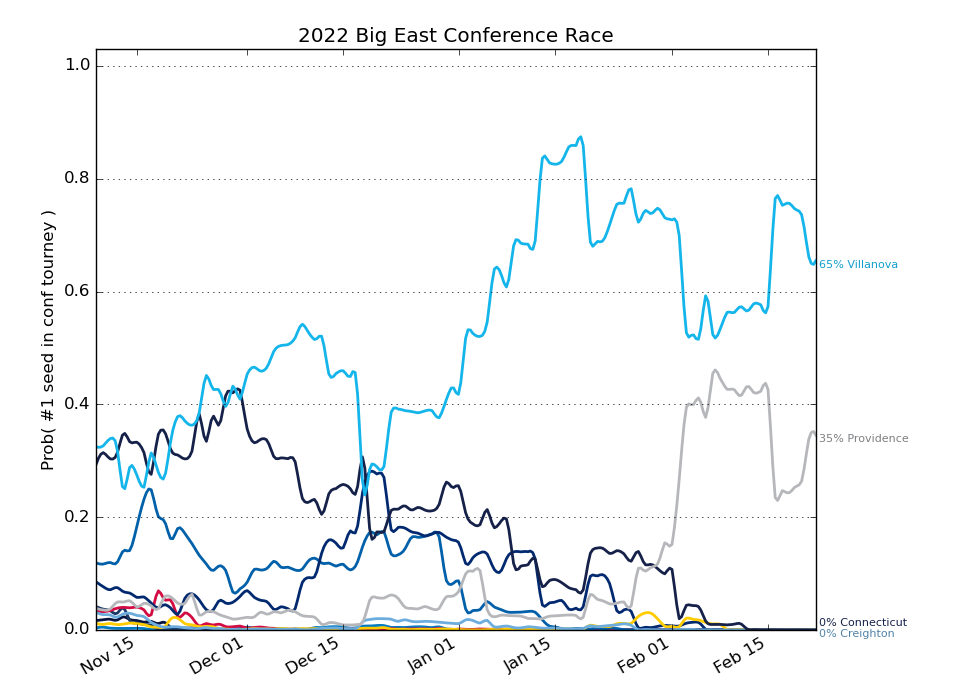 2022 Big East Conference Race
Prob( #1 seed in conf tourney )
1.0
0.8
0.6
0.4
0.2
0.0
Nov 15
Dec 01
Dec 15
Jan 01
Jan 15
Feb 01
Feb 15
65% Villanova
35% Providence
0% Connecticut
0% Creighton